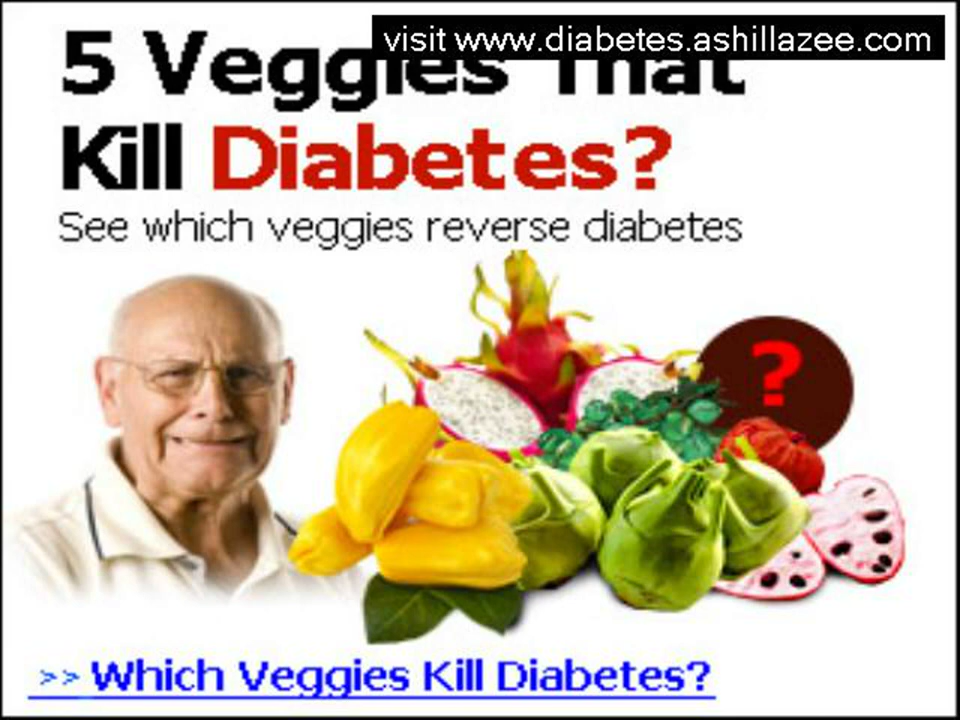 visit www.diabetes.ashillazee.com
5 Veggies That
Kill Diabetes?
See which veggies reverse diabetes
?
>> Which Veggies Kill Diabetes?